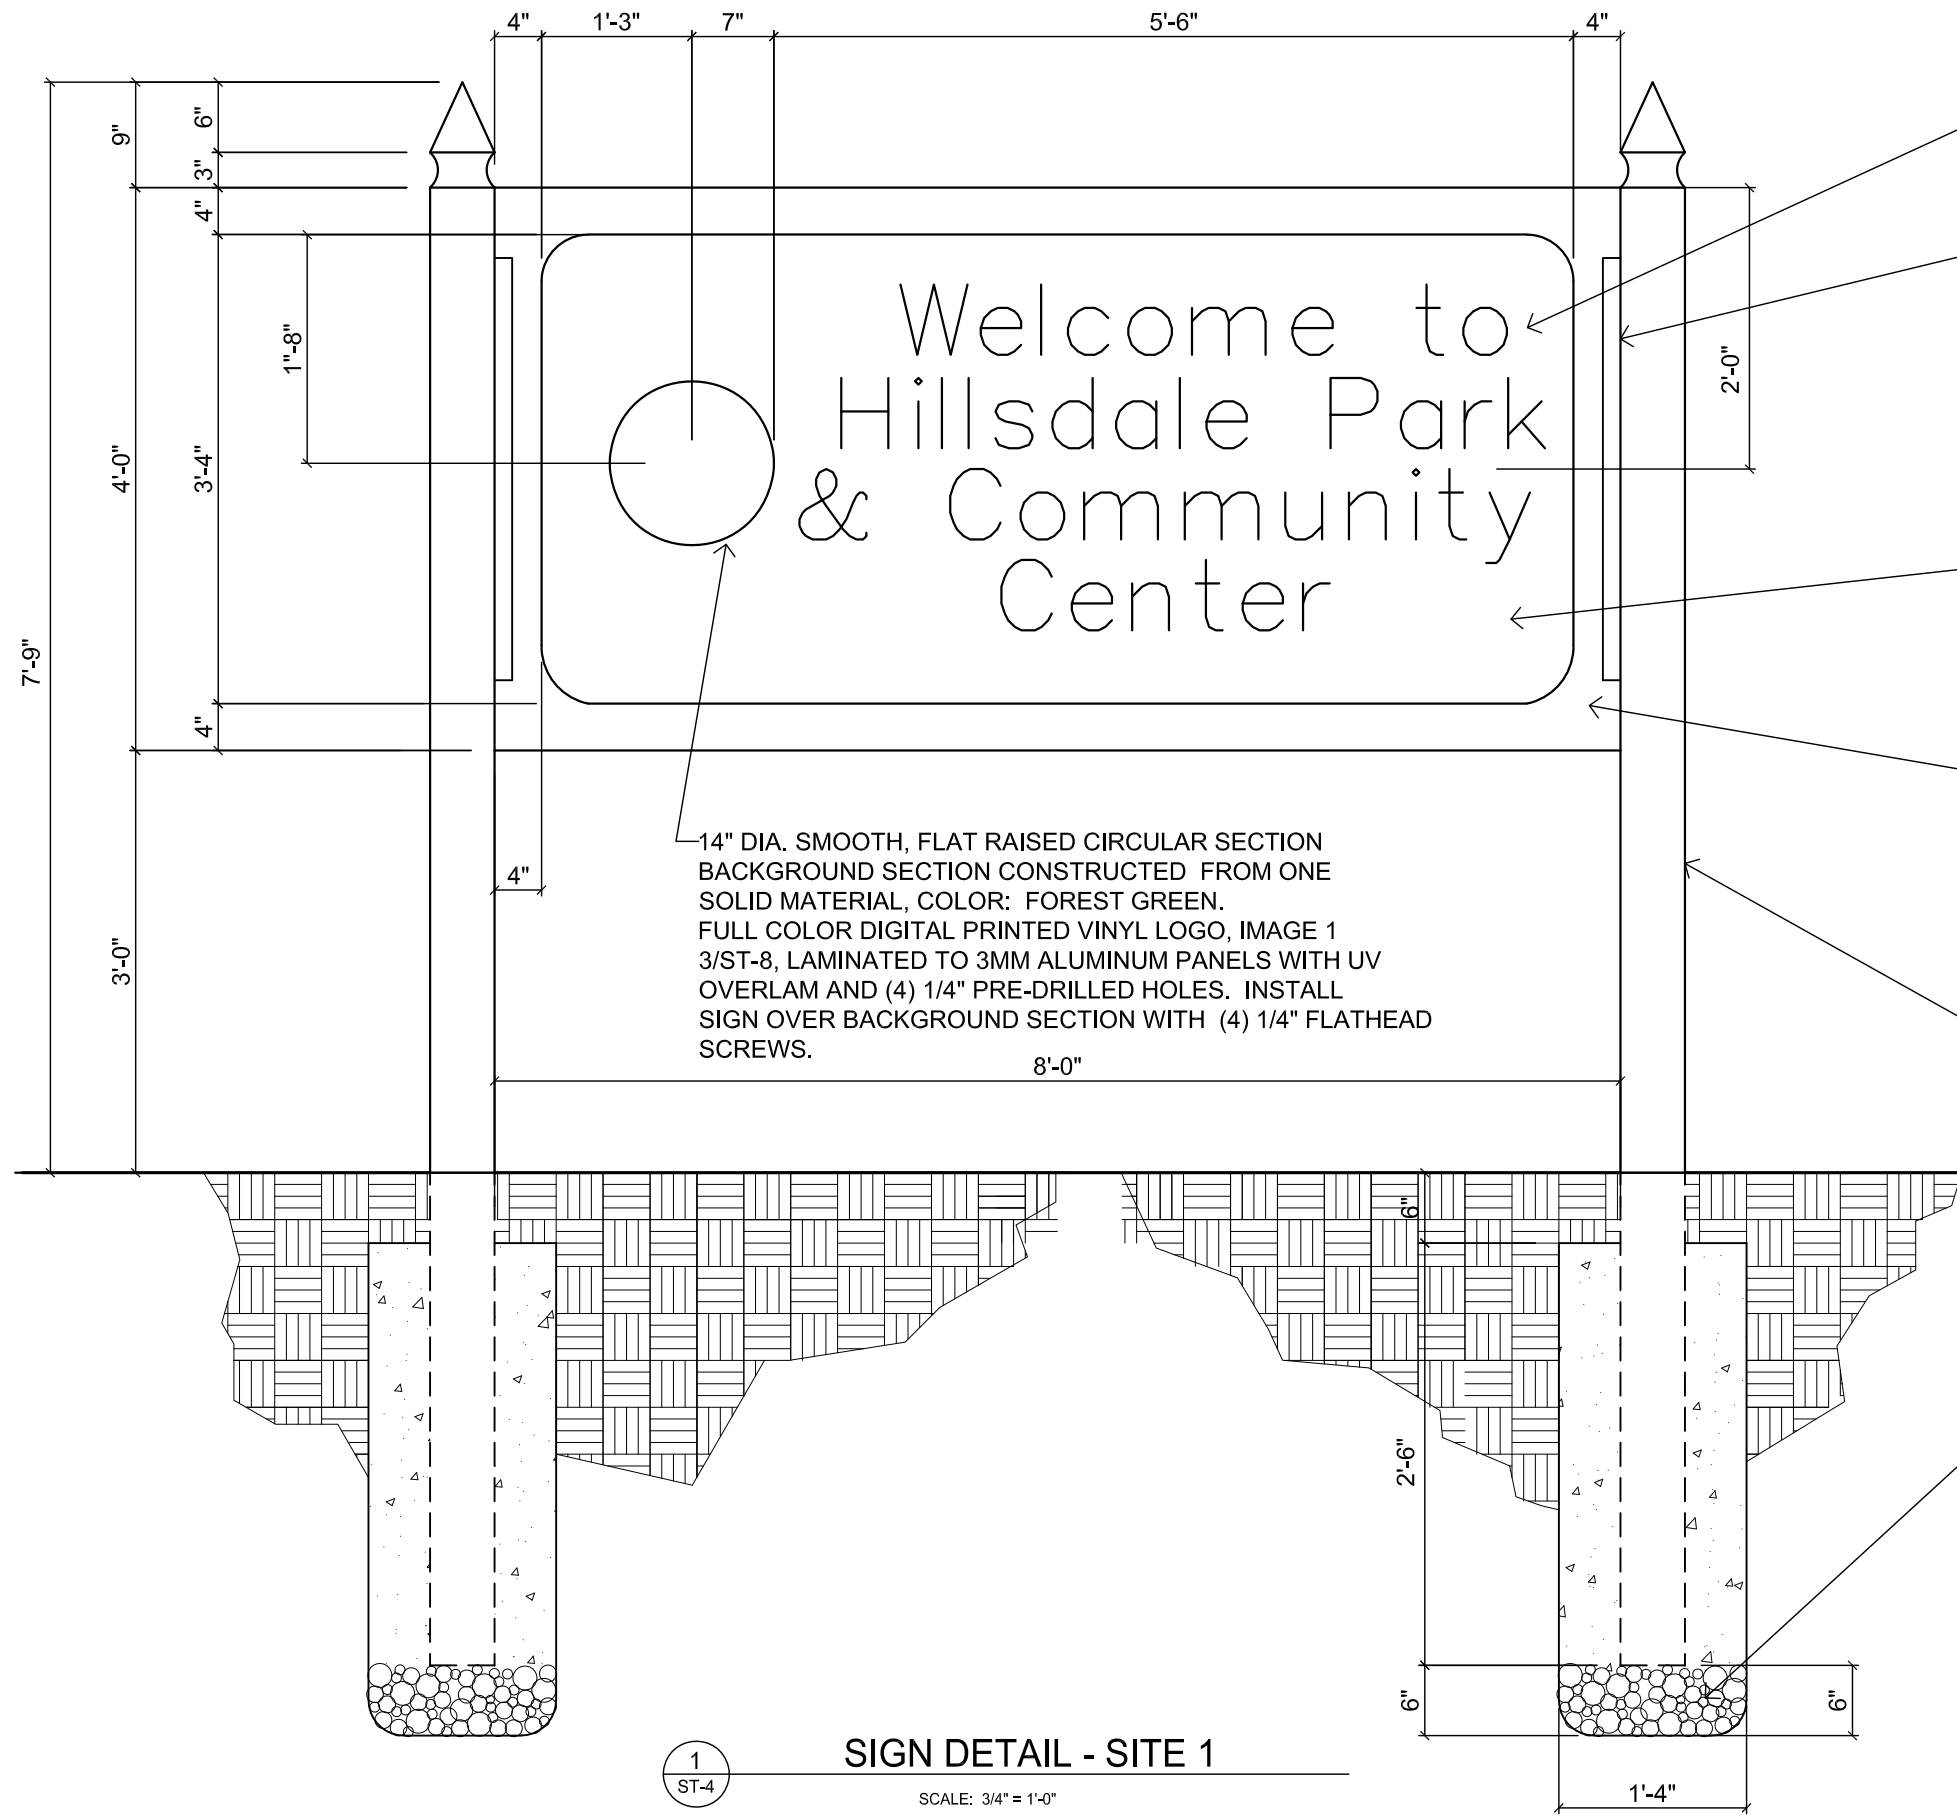 4" 1'-3" 7" 5'-6" 4"
6"
9"
3"
4"
1"-8"
2'-0"
4'-0"
3'-4"
7'-9"
4"
Welcome to
Hillsdale Park
& Community
Center
14" DIA. SMOOTH, FLAT RAISED CIRCULAR SECTION
BACKGROUND SECTION CONSTRUCTED FROM ONE
SOLID MATERIAL, COLOR: FOREST GREEN.
FULL COLOR DIGITAL PRINTED VINYL LOGO, IMAGE 1
3/ST-8, LAMINATED TO 3MM ALUMINUM PANELS WITH UV
OVERLAM AND (4) 1/4" PRE-DRILLED HOLES. INSTALL
SIGN OVER BACKGROUND SECTION WITH (4) 1/4" FLATHEAD
SCREWS.
4"
3'-0"
8'-0"
6"
2'-6"
6"
6"
1'-4"
1
ST-4
SIGN DETAIL - SITE 1
SCALE: 3/4" = 1'-0"